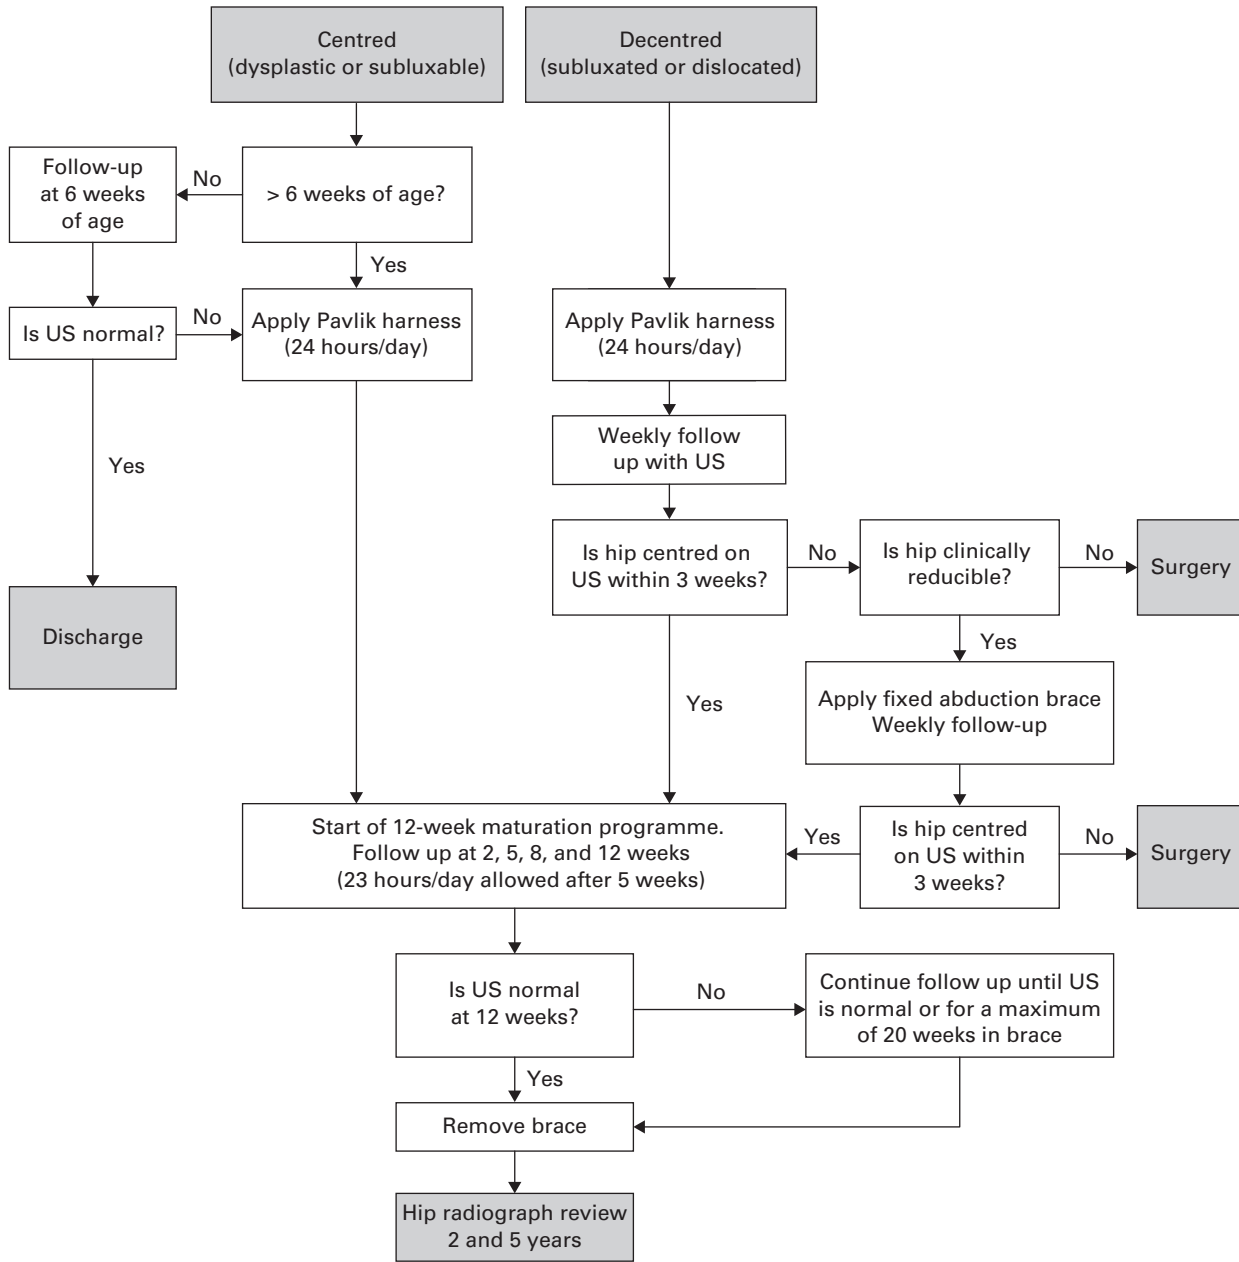 Centred
(dysplastic or subluxable)
Decentred
(subluxated or dislocated)
Follow-up
at 6 weeks
of age
No
> 6 weeks of age?
Yes
Is US normal?
No
Apply Pavlik harness
(24 hours/day)
Apply Pavlik harness
(24 hours/day)
Weekly follow
up with US
Yes
Is hip centred on
US within 3 weeks?
No
Is hip clinically
reducible?
No
Surgery
Discharge
Yes
Yes
Apply fixed abduction brace
Weekly follow-up
Start of 12-week maturation programme.
Follow up at 2, 5, 8, and 12 weeks
(23 hours/day allowed after 5 weeks)
Yes
Is hip centred
on US within
3 weeks?
No
Surgery
Is US normal
at 12 weeks?
No
Continue follow up until US
is normal or for a maximum
of 20 weeks in brace
Yes
Remove brace
Hip radiograph review
2 and 5 years